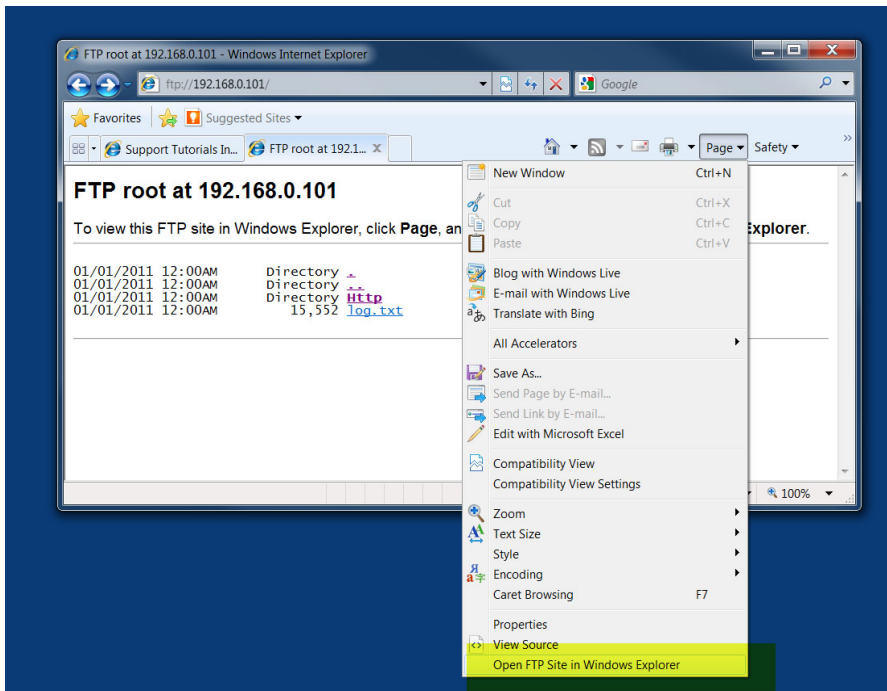 FTP root at 192.168.0.101 - Windows Internet Explorer
ftp://192.168.0.101/
Google
Favorites
Suggested Sites
Support Tutorials In...
FTP root at 192.1...
Page
Safety
FTP root at 192.168.0.101
To view this FTP site in Windows Explorer, click Page, an
xplorer.
01/01/2011 12:00AM Directory .
01/01/2011 12:00AM Directory ..
01/01/2011 12:00AM Directory Http
01/01/2011 12:00AM 15,552 log.txt
New Window Ctrl+N
Cut Ctrl+X
Copy Ctrl+C
Paste Ctrl+V
Blog with Windows Live
E-mail with Windows Live
Translate with Bing
All Accelerators
Save As...
Send Page by E-mail...
Send Link by E-mail...
Edit with Microsoft Excel
Compatibility View
Compatibility View Settings
Zoom
Text Size
Style
Encoding
Caret Browsing F7
Properties
View Source
Open FTP Site in Windows Explorer
100%